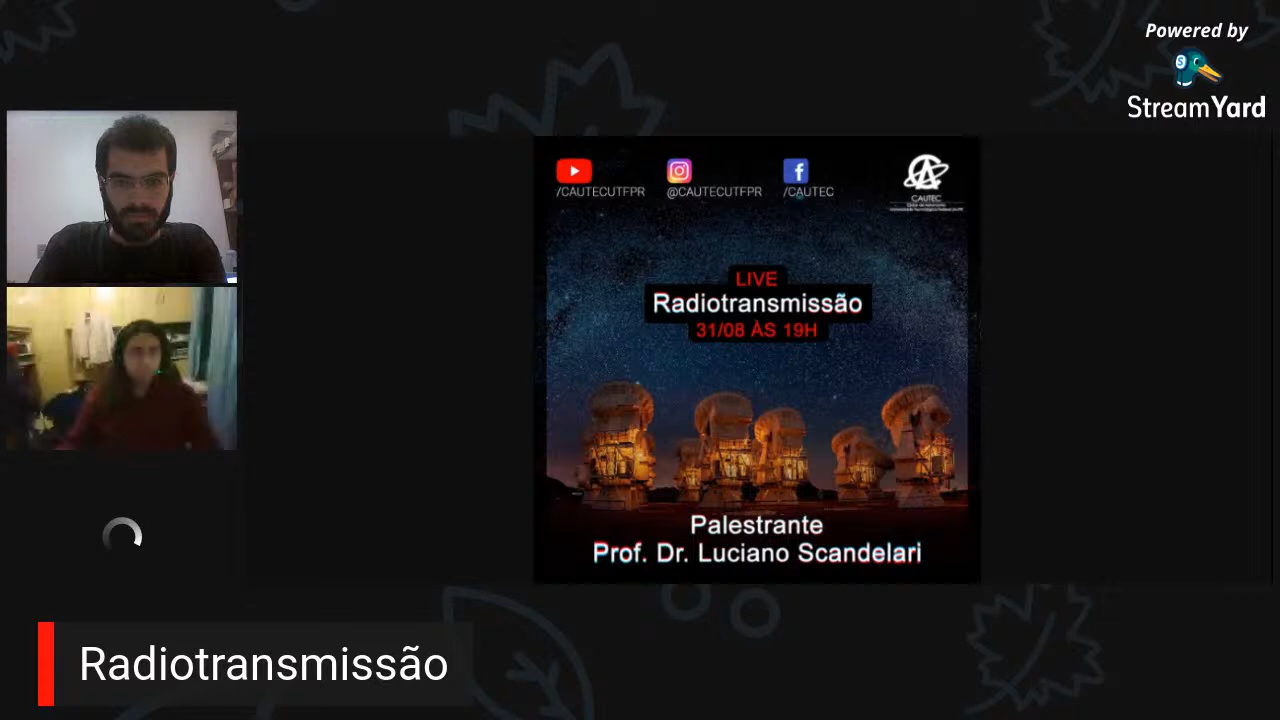 Powered by
StreamYard
/CAUTECUTFPR
@CAUTECUTFPR
/CAUTEC
CAUTEC
LIVE
Radiotransmissão
31/08 ÀS 19H
Palestrante
Prof. Dr. Luciano Scandelari
Radiotransmissão